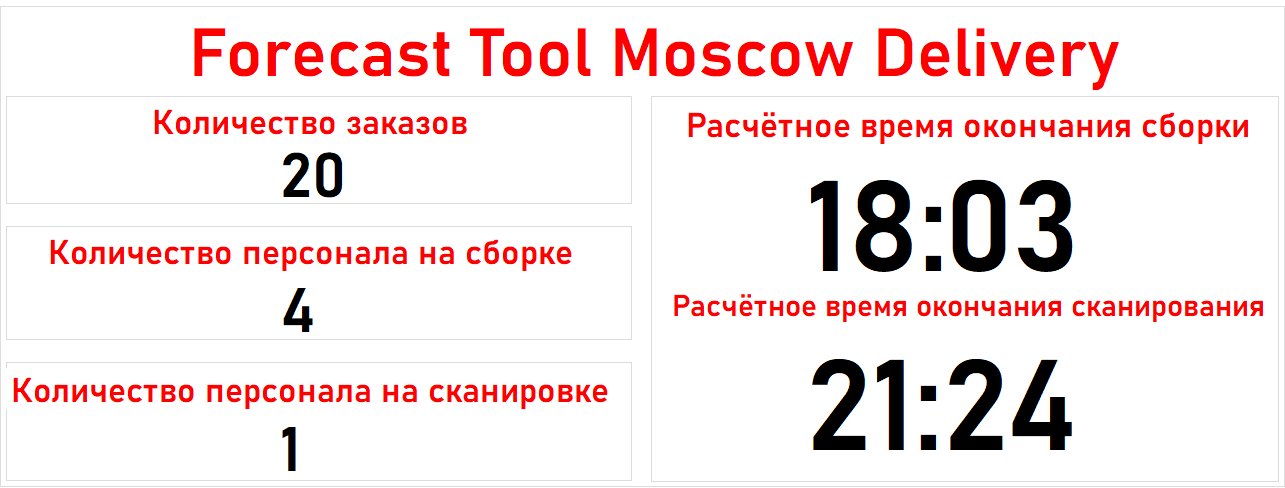 Forecast Tool Moscow Delivery
Количество заказов
20
Количество персонала на сборке
4
Количество персонала на сканировке
1
Расчётное время окончания сборки
18:03
Расчётное время окончания сканирования
21:24